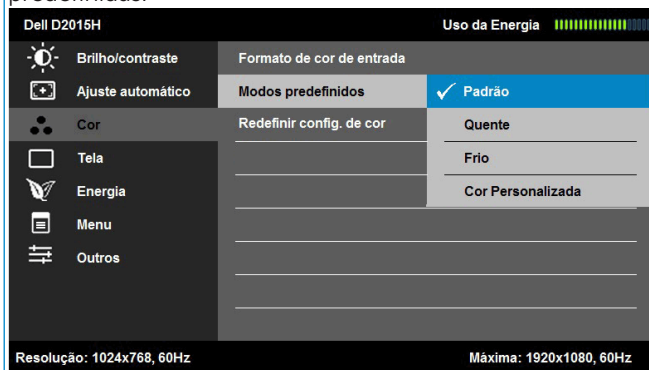 predefinidas.
Dell D2015H Uso da Energia
Brilho/contraste Formato de cor de entrada
Ajuste automático Modos predefinidos Padrão
Cor Redefinir config. de cor Quente
Tela Frio
Energia Cor Personalizada
Menu
Outros
Resolução: 1024x768, 60Hz Máxima: 1920x1080, 60Hz